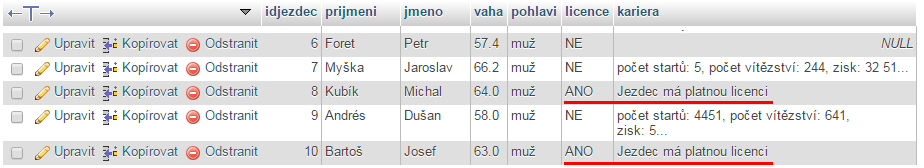 idjezdec prijmeni jmeno vaha pohlavi licence kariera
Upravit Kopírovat Odstranit 6 Foret Petr 57.4 muž NE NULL
Upravit Kopírovat Odstranit 7 Myška Jaroslav 66.2 muž NE počet startů: 5, počet vítězství: 244, zisk: 32 51...
Upravit Kopírovat Odstranit 8 Kubík Michal 64.0 muž ANO Jezdec má platnou licenci
Upravit Kopírovat Odstranit 9 Andrés Dušan 58.0 muž NE počet startů: 4451, počet vítězství: 641,
zisk: 5...
Upravit Kopírovat Odstranit 10 Bartoš Josef 63.0 muž ANO Jezdec má platnou licenci